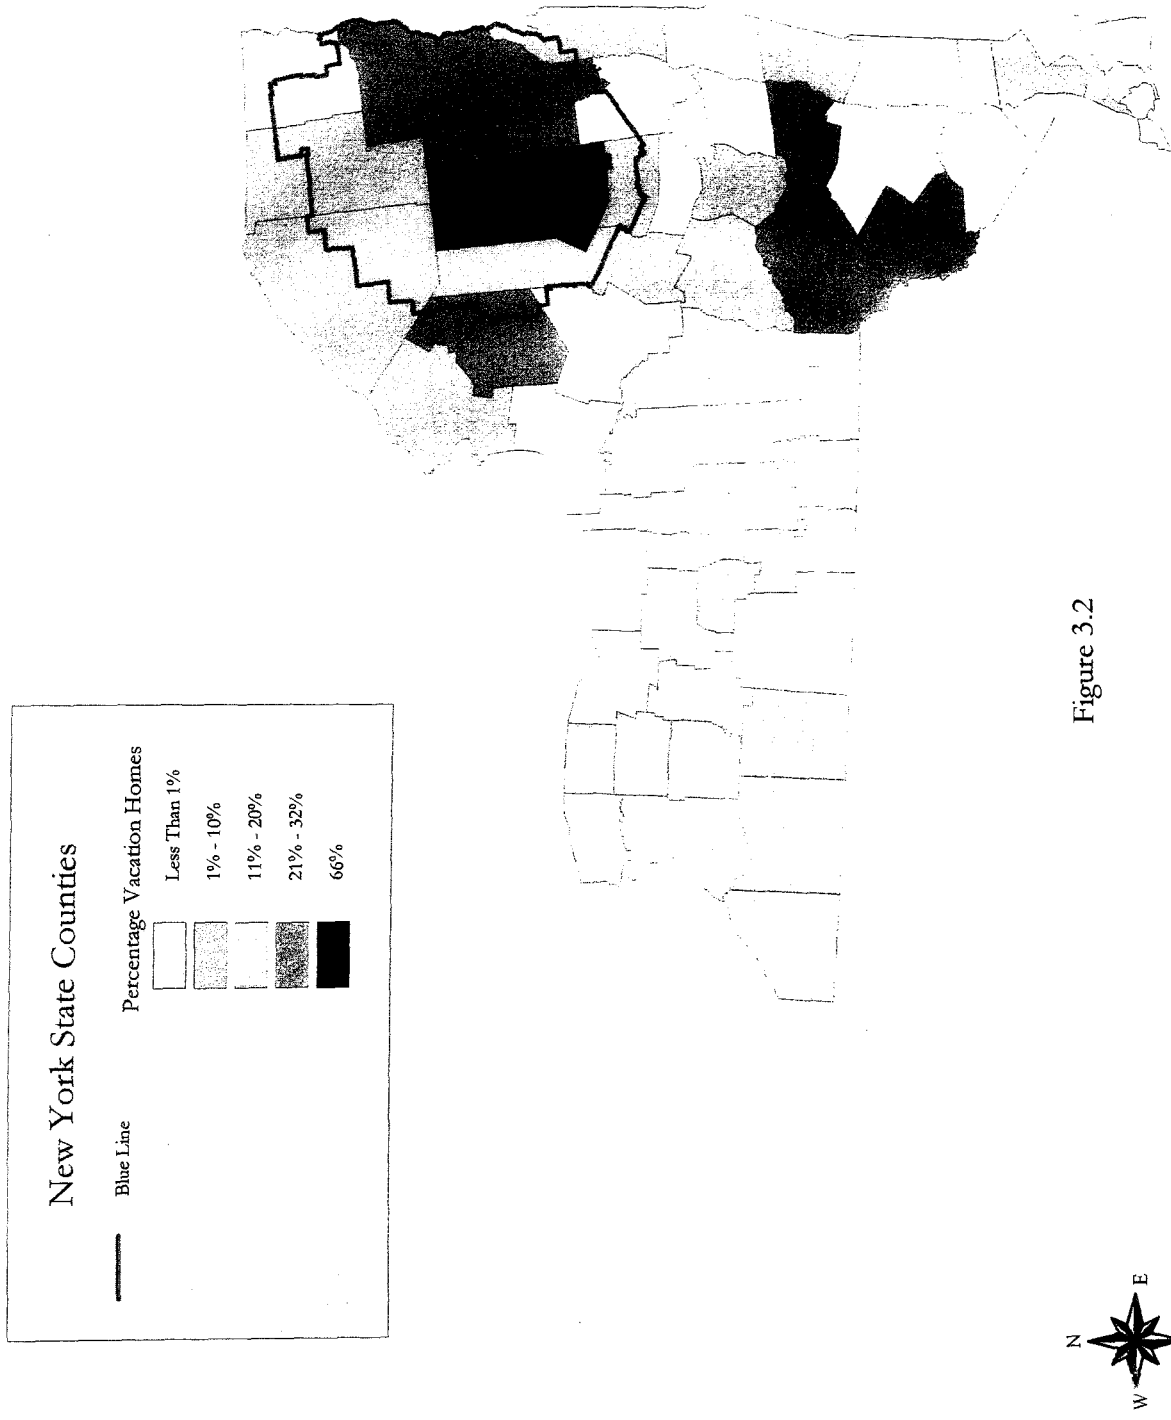 New York State Counties
Blue Line
Percentage Vacation Homes
Less Than 1%
1% - 10%
11% - 20%
21% - 32%
66%
Figure 3.2
N
W
E